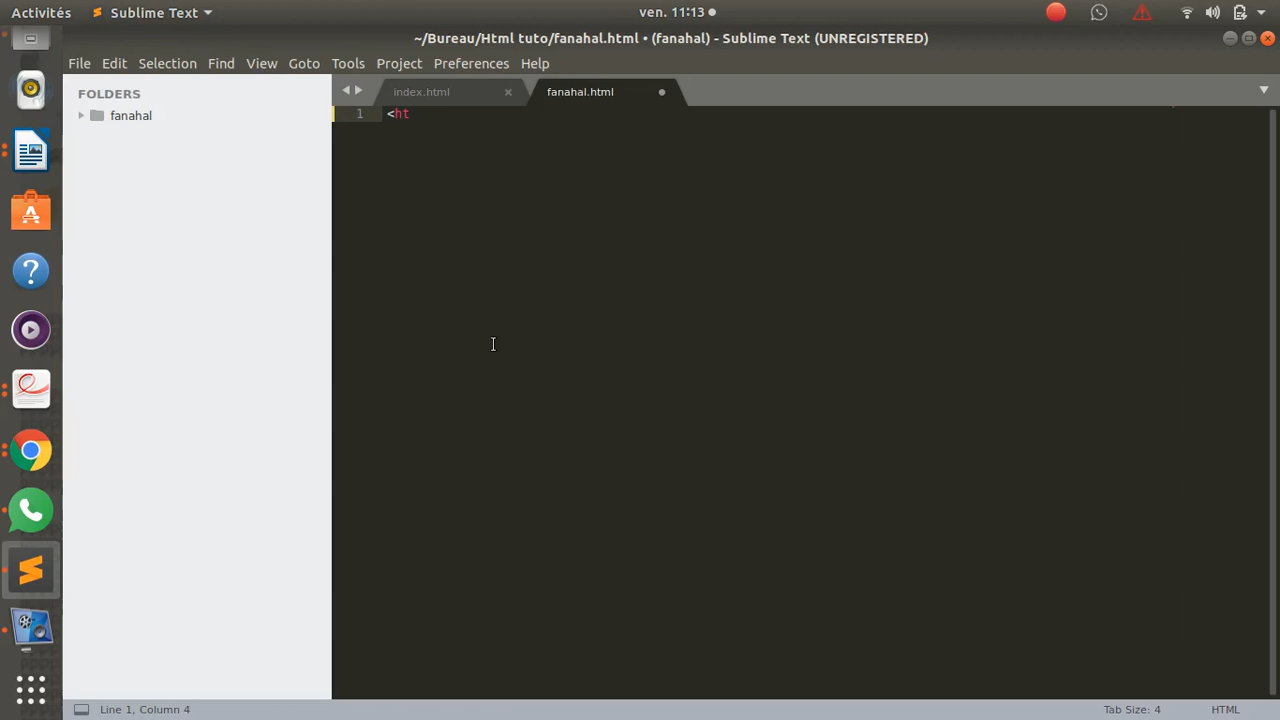 Activités Sublime Text ven. 11:13
~/Bureau/Html tuto/fanahal.html • (fanahal) - Sublime Text (UNREGISTERED)
File Edit Selection Find View Goto Tools Project Preferences Help
FOLDERS
fanahal
index.html fanahal.html
1 <ht
Line 1, Column 4 Tab Size: 4 HTML